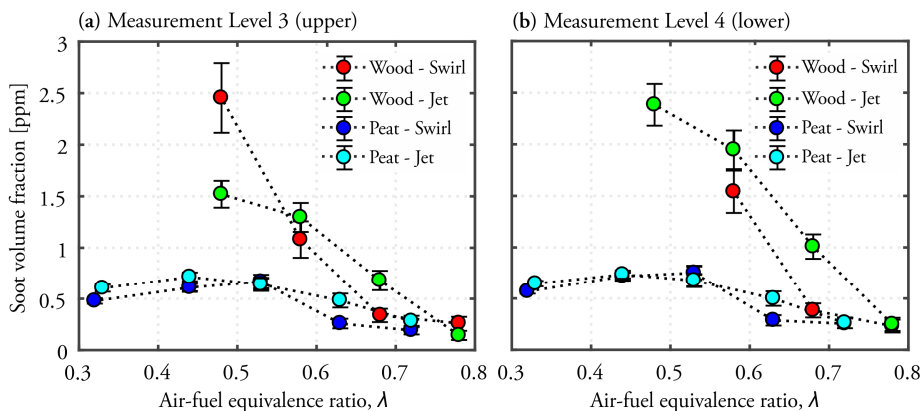 (a) Measurement Level 3 (upper)
(b) Measurement Level 4 (lower)
Soot volume fraction [ppm]
3
2.5
2
1.5
1
0.5
0
Wood - Swirl
Wood - Jet
Peat - Swirl
Peat - Jet
Wood - Swirl
Wood - Jet
Peat - Swirl
Peat - Jet
0.3 0.4 0.5 0.6 0.7 0.8
0.3 0.4 0.5 0.6 0.7 0.8
Air-fuel equivalence ratio, λ
Air-fuel equivalence ratio, λ